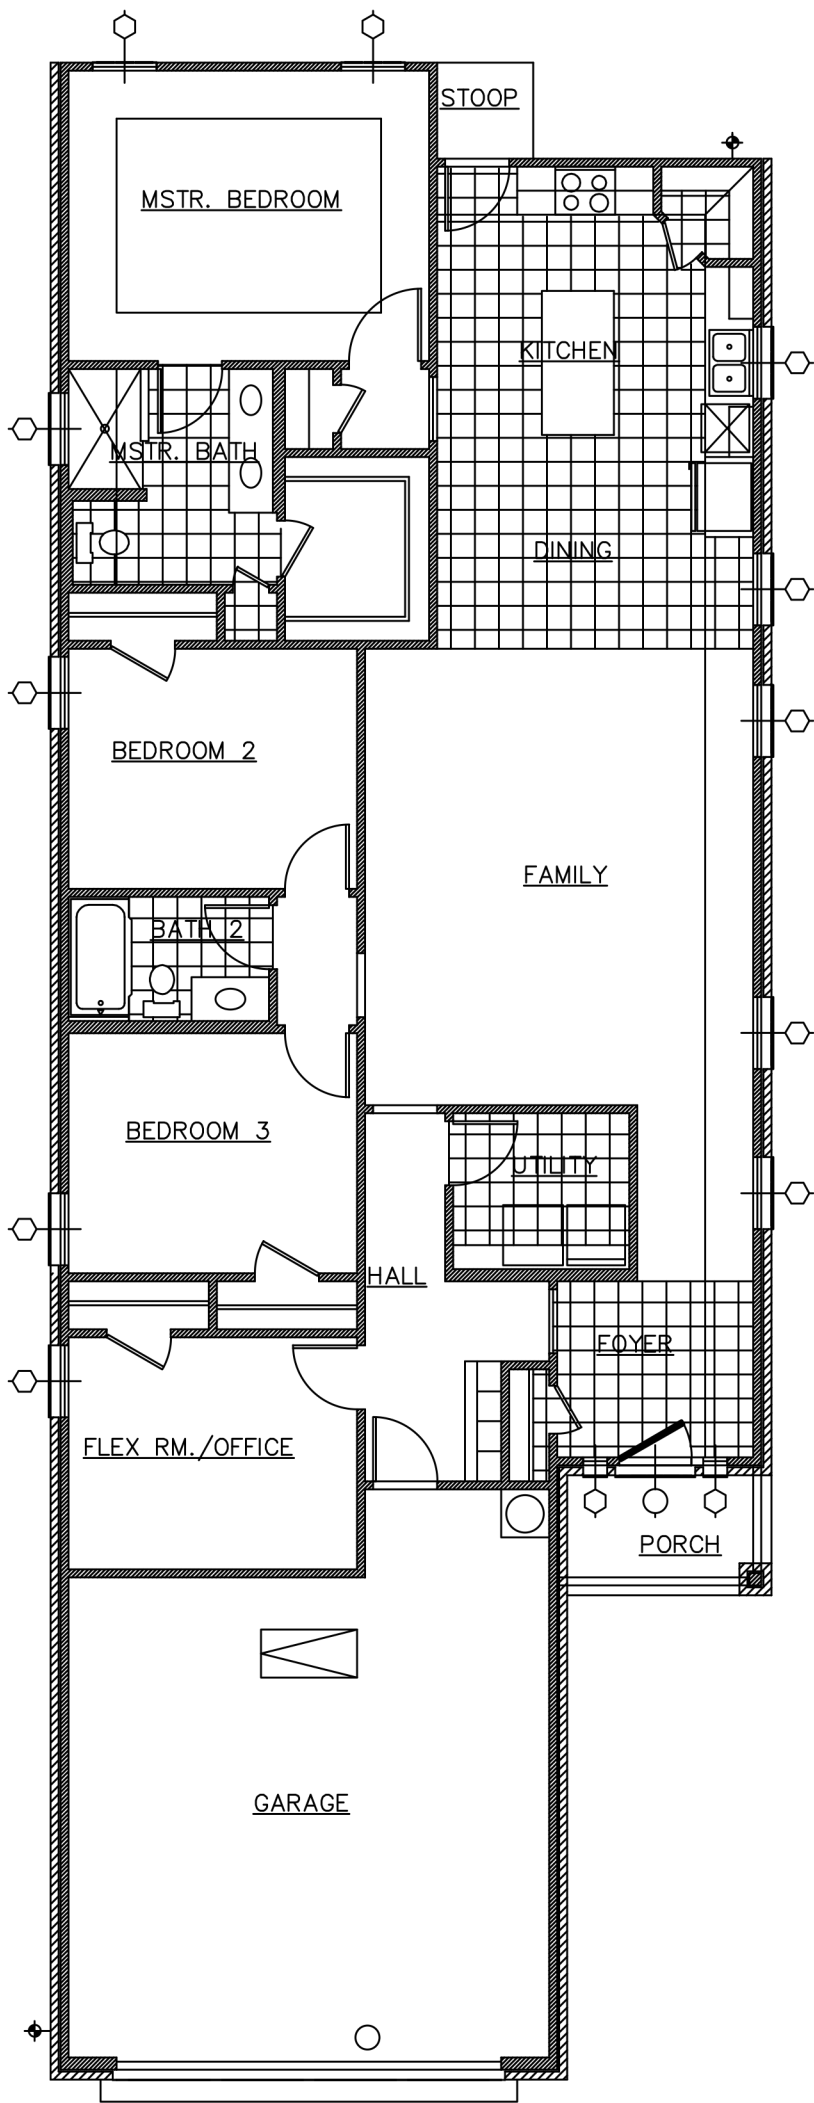 STOOP
MSTR. BEDROOM
KITCHEN
MSTR. BATH
DINING
BEDROOM 2
FAMILY
BATH 2
BEDROOM 3
UTILITY
HALL
FOYER
FLEX RM./OFFICE
PORCH
GARAGE